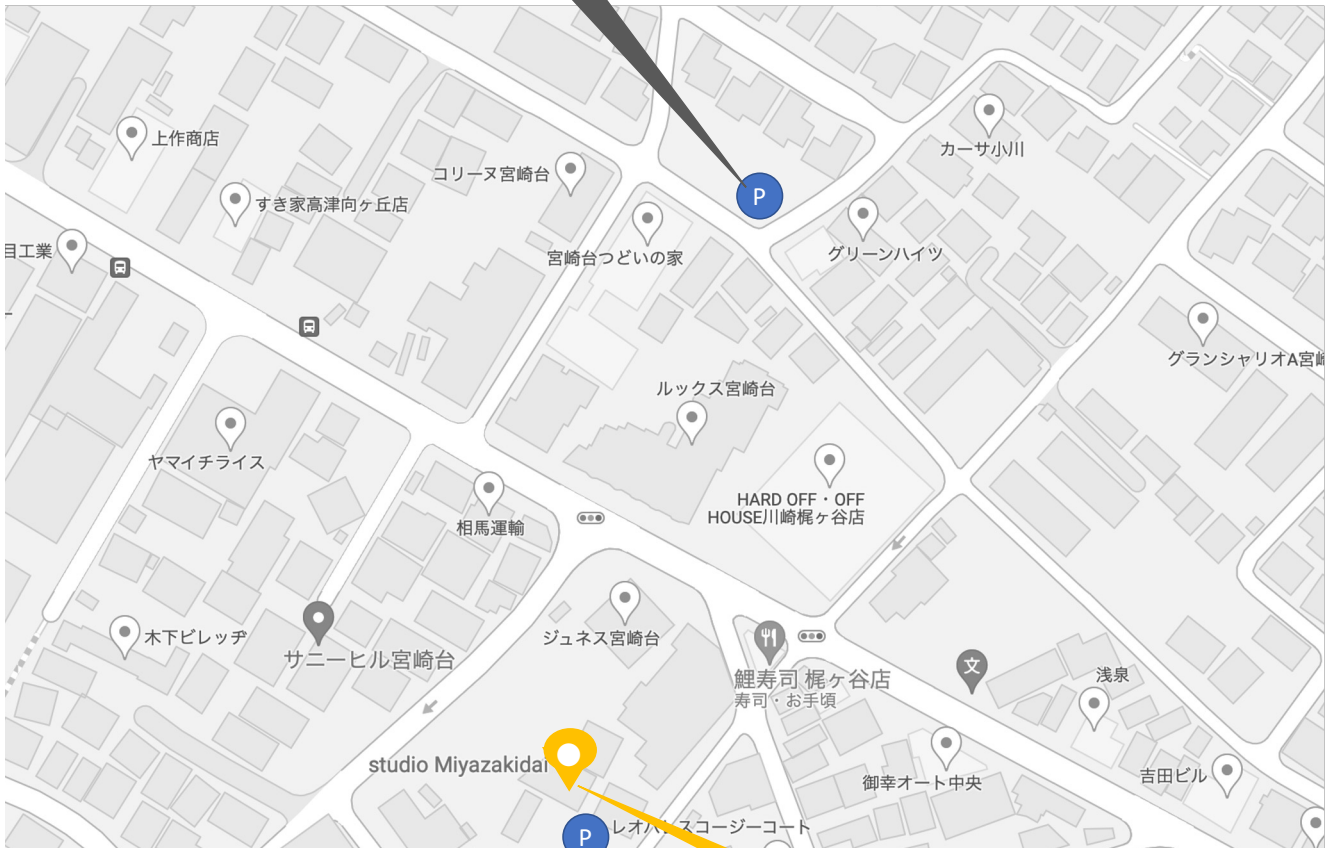 上作商店
カーサ小川
コリーヌ宮崎台
P
すき家高津向ヶ丘店
目工業
宮崎台つどいの家
グリーンハイツ
グランシャリオA宮崎
ルックス宮崎台
ヤマイチライス
HARD OFF・OFF
HOUSE川崎梶ヶ谷店
相馬運輸
木下ビレッヂ
サニーヒル宮崎台
ジュネス宮崎台
鯉寿司 梶ヶ谷店
寿司・お手頃
文
浅泉
studio Miyazakidai
御幸オート中央
吉田ビル
P
レオパレスコージーコート